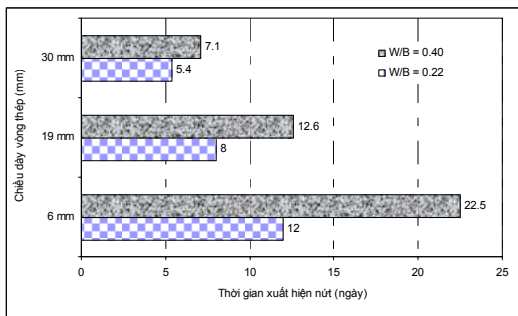 Chiều dày vòng thép (mm)
30 mm
7.1
5.4
W/B = 0.40
W/B = 0.22
19 mm
12.6
8
6 mm
22.5
12
0 5 10 15 20 25
Thời gian xuất hiện nứt (ngày)